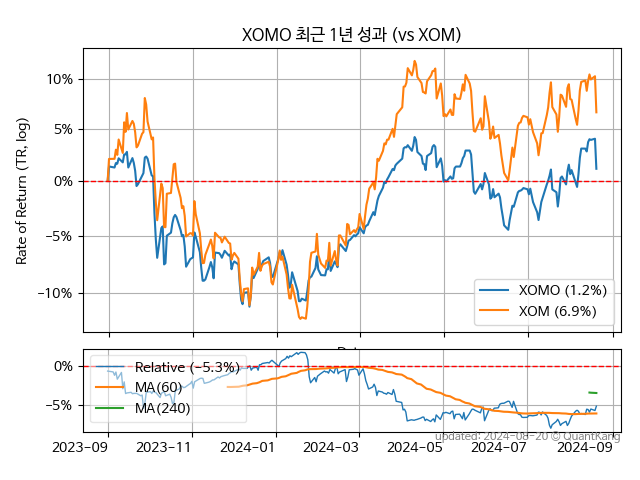 XOMO 최근 1년 성과 (vs XOM)
Rate of Return (TR, log)
10%
5%
0%
−5%
−10%
XOMO (1.2%)
XOM (6.9%)
0%
−5%
Relative (-5.3%)
MA(60)
MA(240)
2023-09
2023-11
2024-01
2024-03
2024-05
2024-07
2024-09
updated: 2024-08-20 © QuantKang